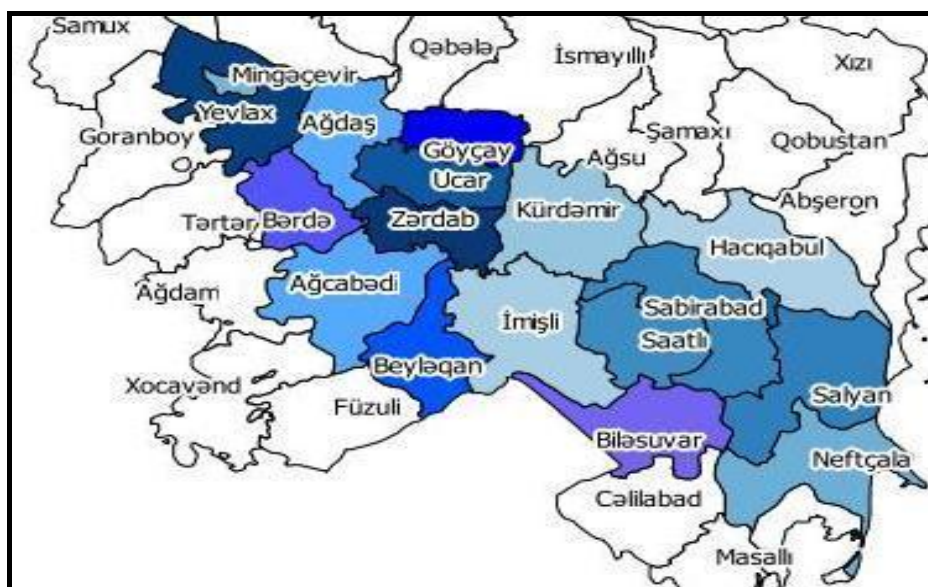 Samux
Qəbələ
İsmayıllı
Xızı
Mingəçevir
Yevlax
Ağdaş
Goranboy
Göyçay
Ağsu
Şamaxı
Qobustan
Ucar
Abşeron
Tərtər
Bərdə
Zərdab
Kürdəmir
Hacıqabul
Ağdam
Ağcabədi
İmişli
Sabirabad
Saatlı
Xocavənd
Beyləqan
Füzuli
Salyan
Biləsuvar
Neftçala
Cəlilabad
Masallı